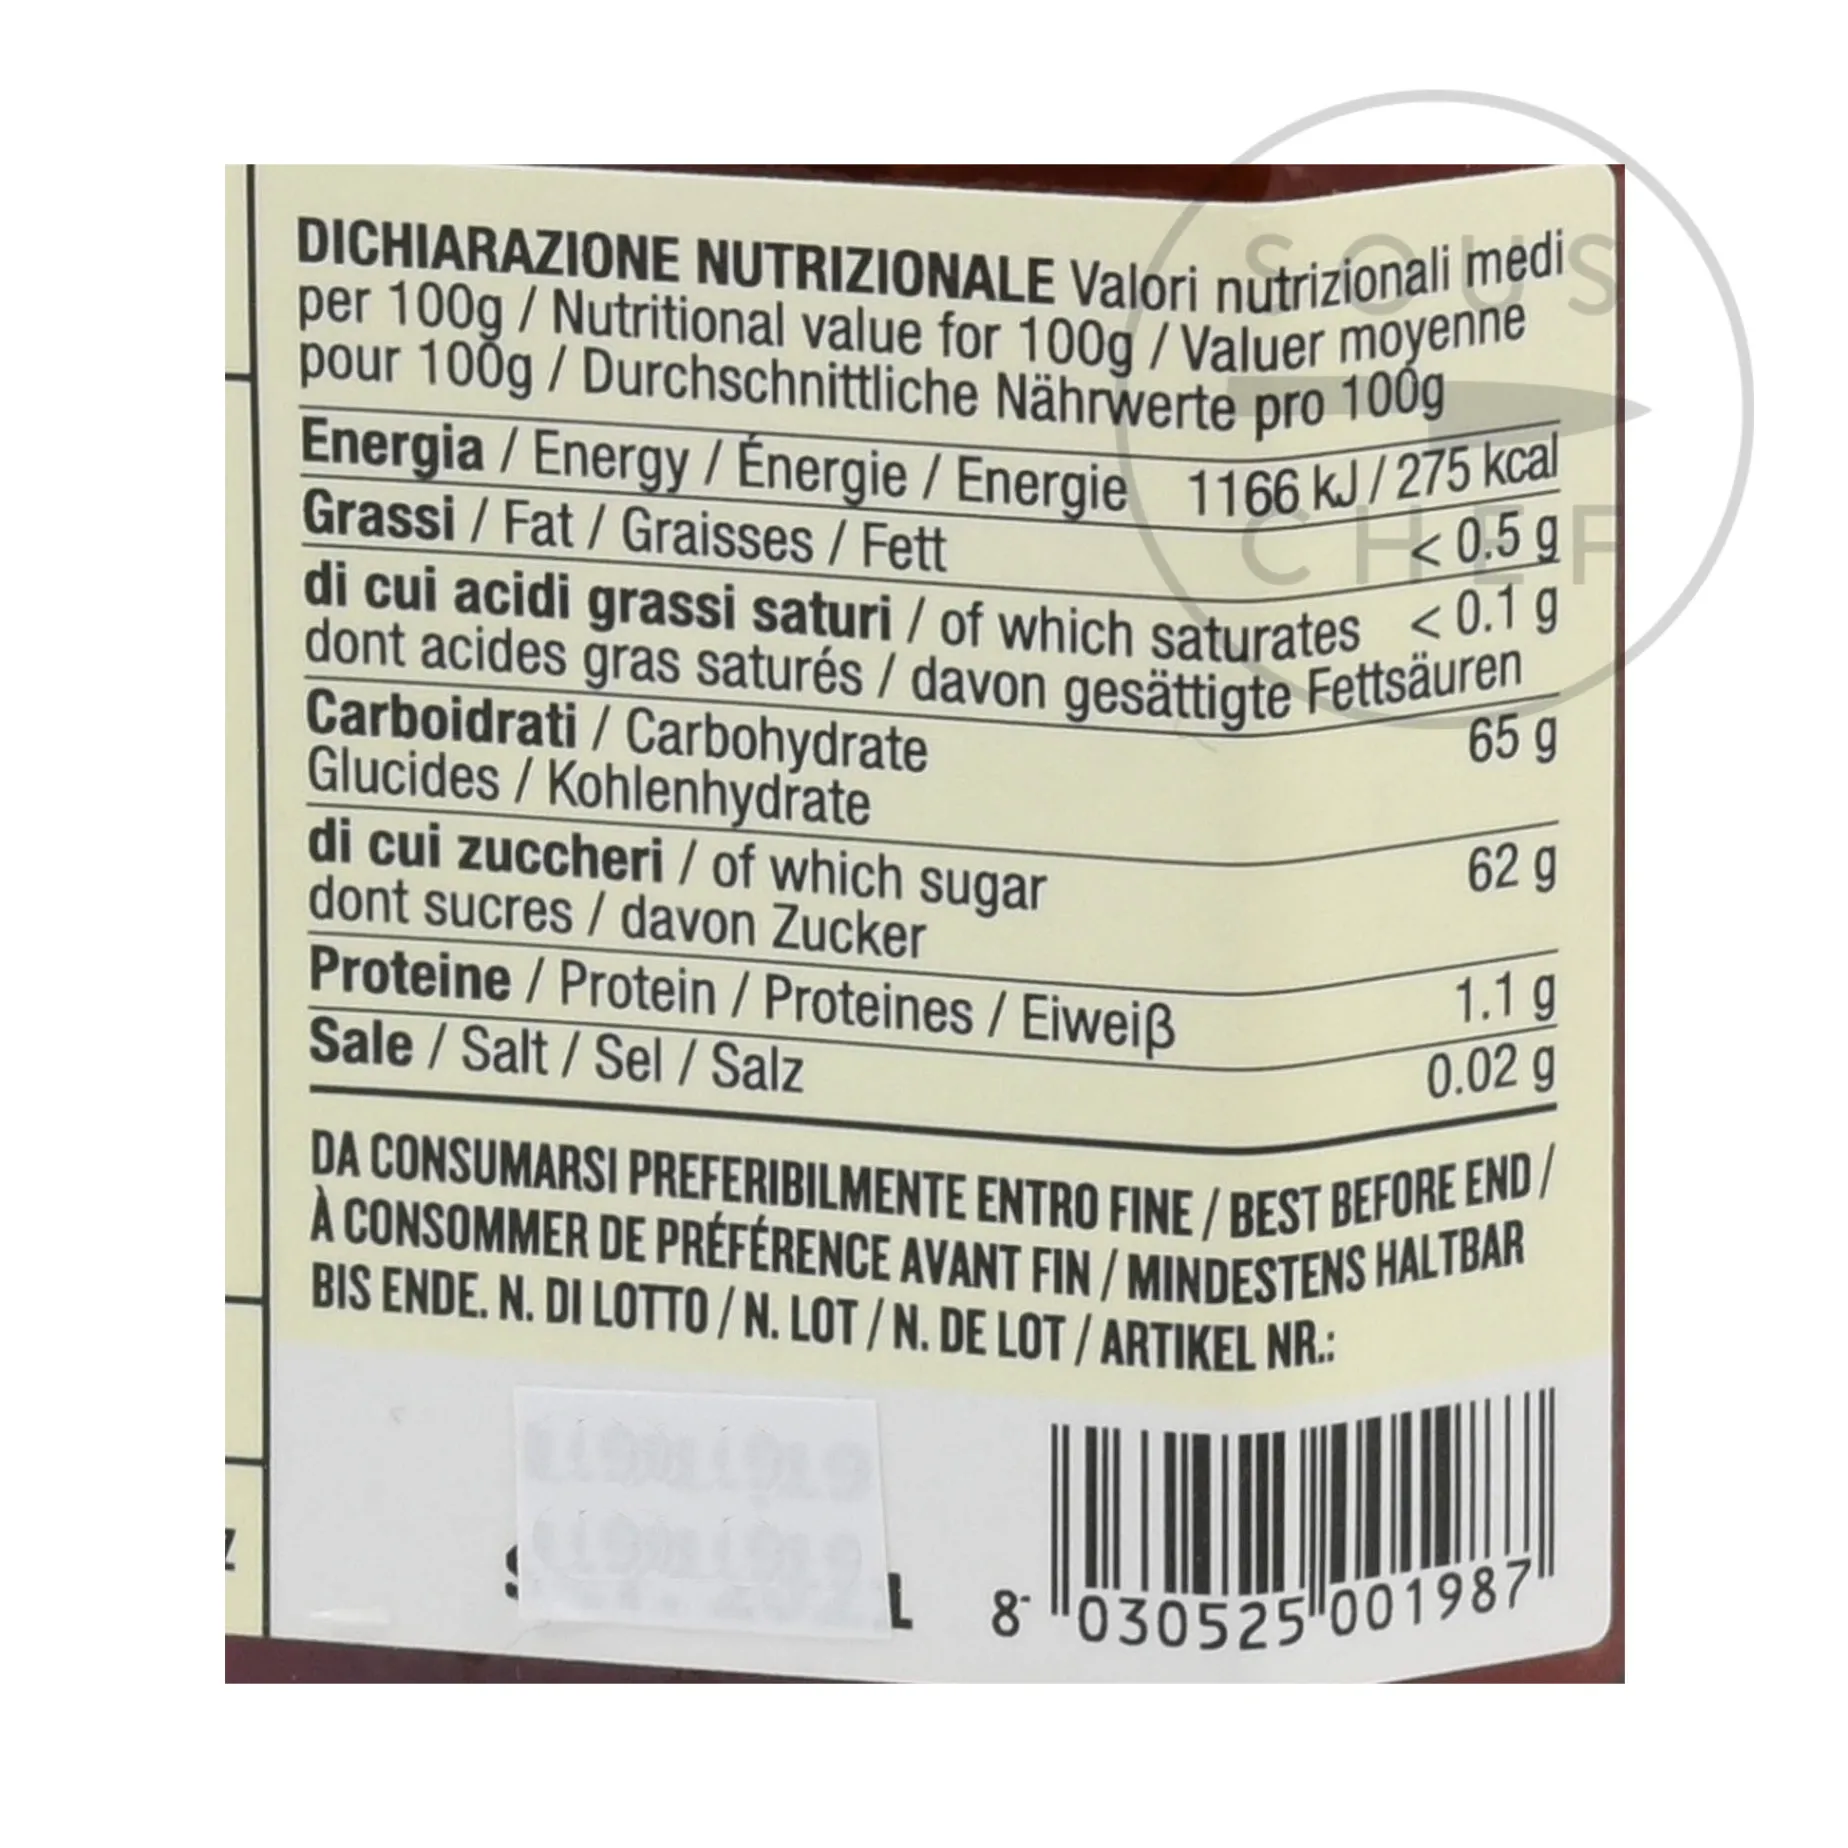 DICHIARAZIONE NUTRIZIONALE Valori nutrizionali medi
per 100g / Nutritional value for 100g / Valuer moyenne
pour 100g / Durchschnittliche Nährwerte pro 100g
Energia / Energy / Énergie / Energie 1166 kJ / 275 kcal
Grassi / Fat / Graisses / Fett < 0.5 g
di cui acidi grassi saturi / of which saturates < 0.1 g
dont acides gras saturés / davon gesättigte Fettsäuren
Carboidrati / Carbohydrate 65 g
Glucides / Kohlenhydrate
di cui zuccheri / of which sugar 62 g
dont sucres / davon Zucker
Proteine / Protein / Proteines / Eiweiβ 1.1 g
Sale / Salt / Sel / Salz 0.02 g
DA CONSUMARSI PREFERIBILMENTE ENTRO FINE / BEST BEFORE END /
À CONSOMMER DE PRÉFÉRENCE AVANT FIN / MINDESTENS HALTBAR
BIS ENDE. N. DI LOTTO / N. LOT / N. DE LOT / ARTIKEL NR.:
8 030525 001987
SOUS
CHEF